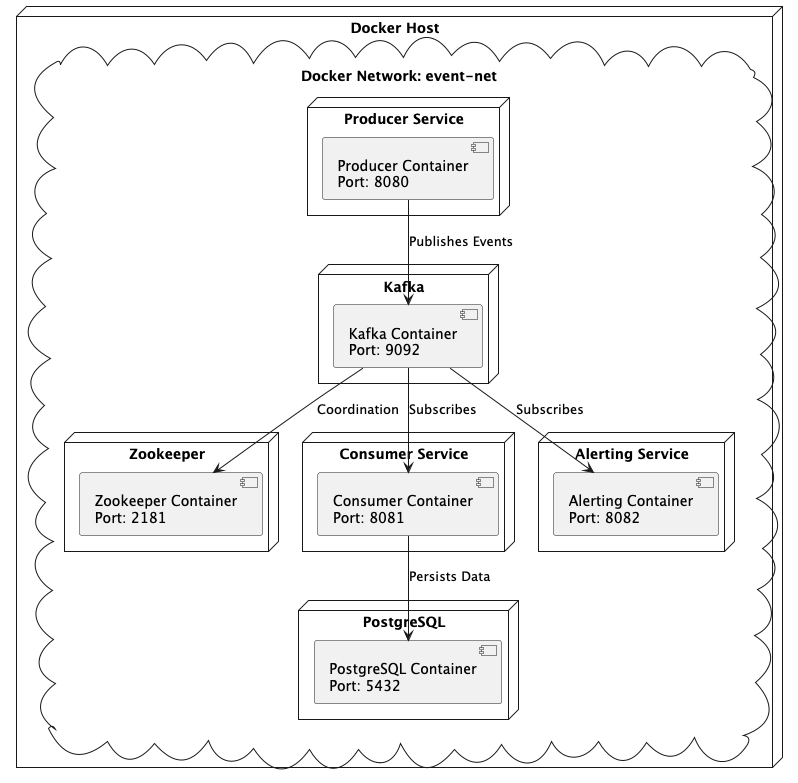 Docker Host
Docker Network: event-net
Producer Service
Producer Container
Port: 8080
Publishes Events
Kafka
Kafka Container
Port: 9092
Coordination
Subscribes
Subscribes
Zookeeper
Consumer Service
Alerting Service
Zookeeper Container
Port: 2181
Consumer Container
Port: 8081
Alerting Container
Port: 8082
Persists Data
PostgreSQL
PostgreSQL Container
Port: 5432